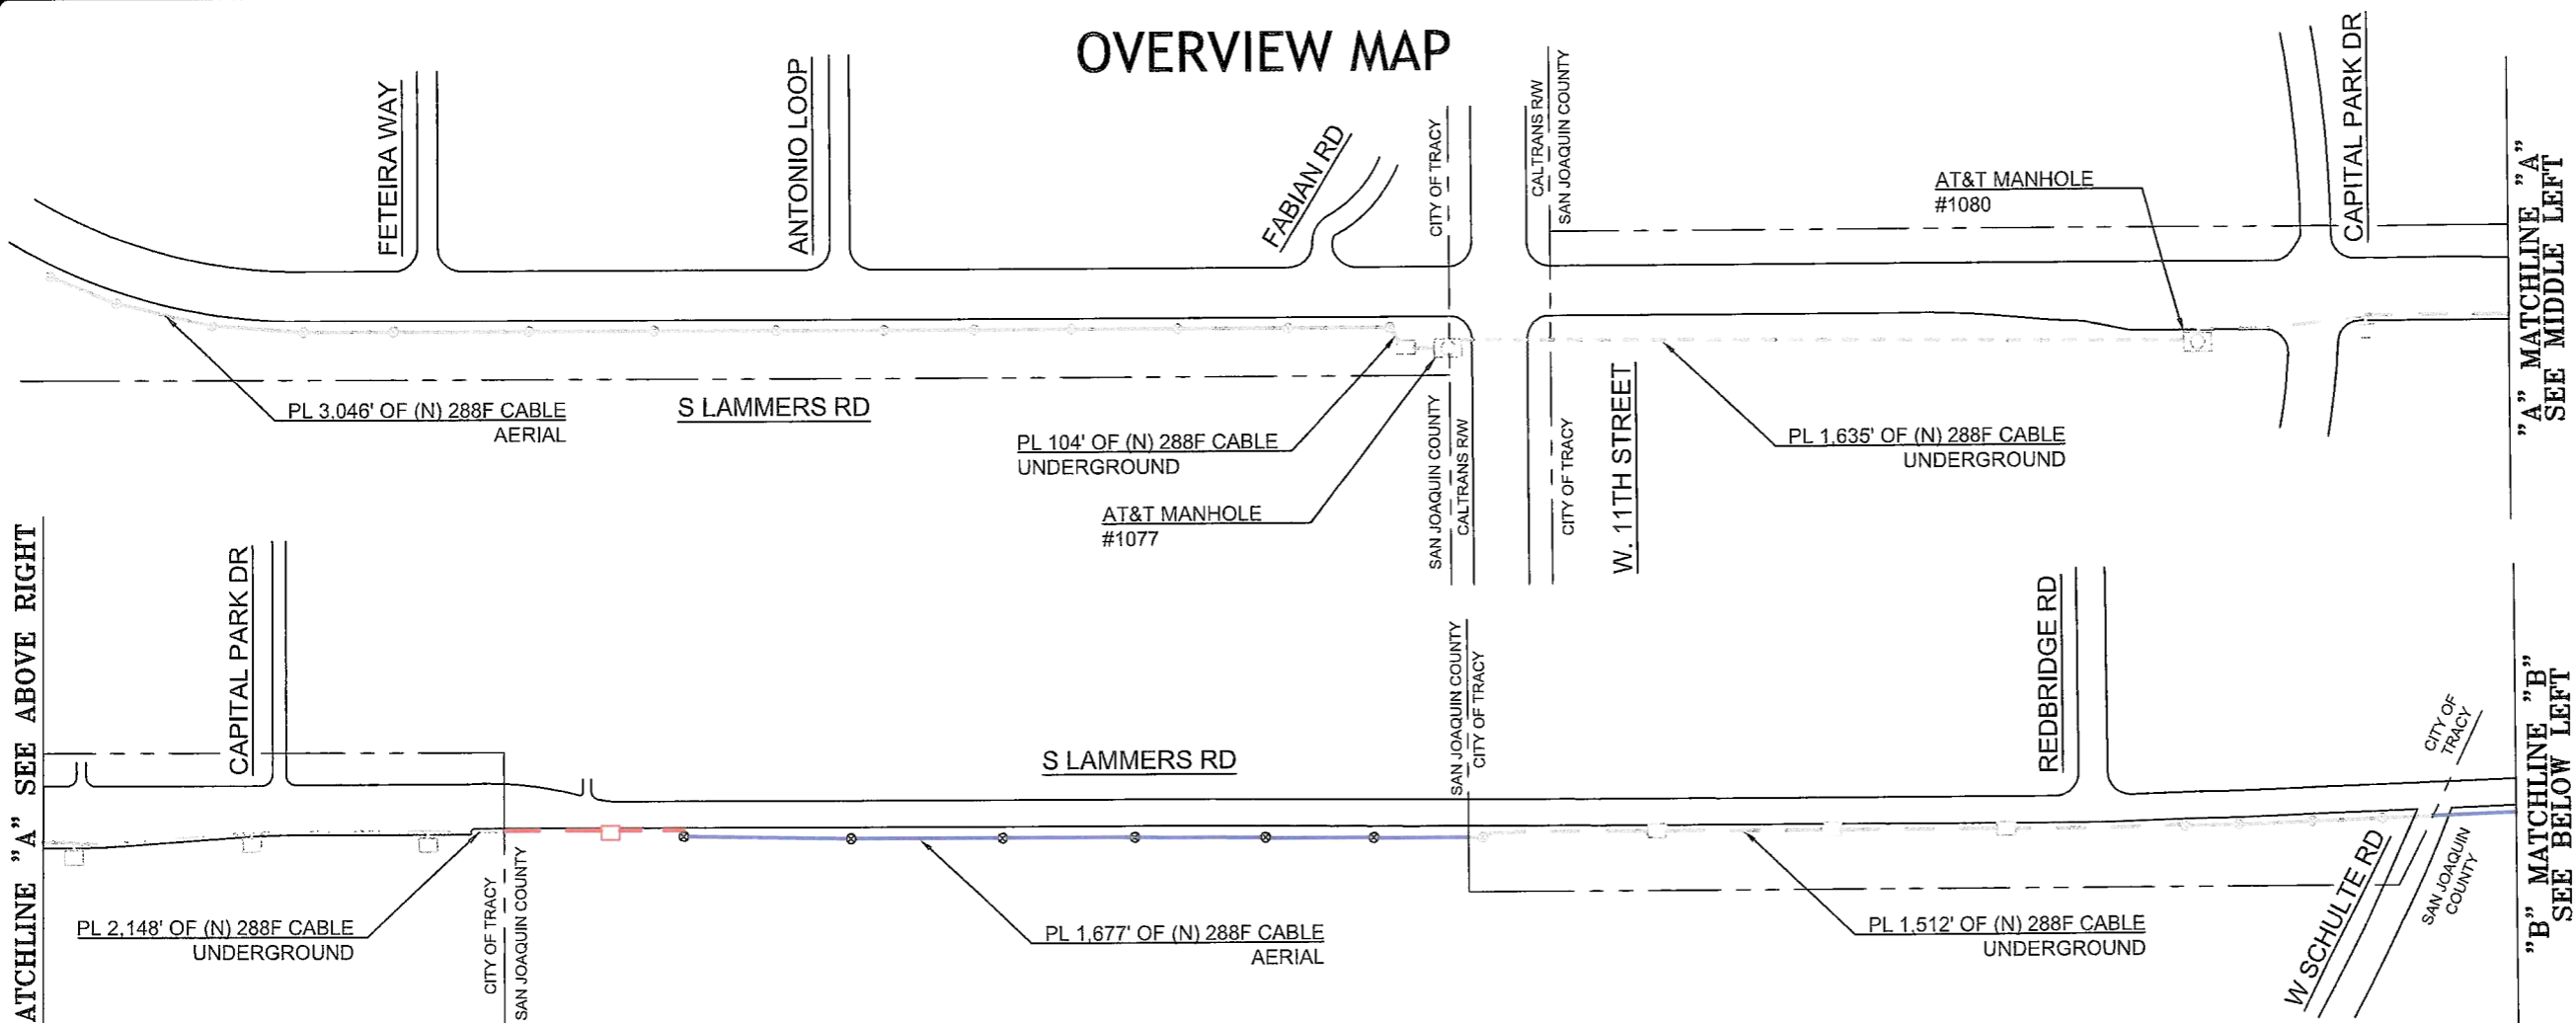 OVERVIEW MAP
FETEIRA WAY
ANTONIO LOOP
FABIAN RD
CITY OF TRACY
CALTRANS R/W
SAN JOAQUIN COUNTY
AT&T MANHOLE
#1080
CAPITAL PARK DR
"A" MATCHLINE "A"
SEE MIDDLE LEFT
PL 3,046' OF (N) 288F CABLE
AERIAL
S LAMMERS RD
PL 104' OF (N) 288F CABLE
UNDERGROUND
AT&T MANHOLE
#1077
SAN JOAQUIN COUNTY
CALTRANS R/W
CITY OF TRACY
W. 11TH STREET
PL 1,635' OF (N) 288F CABLE
UNDERGROUND
ATCHLINE "A" SEE ABOVE RIGHT
CAPITAL PARK DR
PL 2,148' OF (N) 288F CABLE
UNDERGROUND
CITY OF TRACY
SAN JOAQUIN COUNTY
S LAMMERS RD
PL 1,677' OF (N) 288F CABLE
AERIAL
SAN JOAQUIN COUNTY
CITY OF TRACY
REDBRIDGE RD
PL 1,512' OF (N) 288F CABLE
UNDERGROUND
W SCHULTE RD
CITY OF
TRACY
SAN JOAQUIN
COUNTY
"B" MATCHLINE "B"
SEE BELOW LEFT